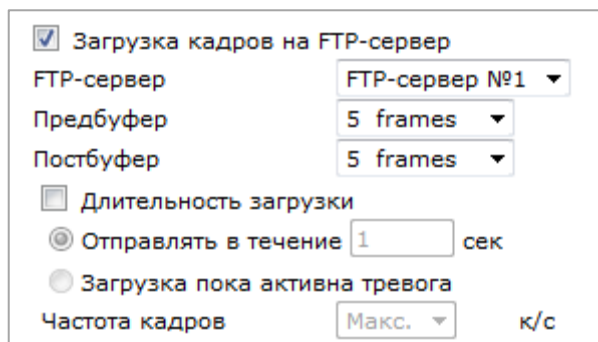 Загрузка кадров на FTP-сервер
FTP-сервер FTP-сервер №1
Предбуфер 5 frames
Постбуфер 5 frames
Длительность загрузки
Отправлять в течение 1 сек
Загрузка пока активна тревога
Частота кадров Макс. к/с